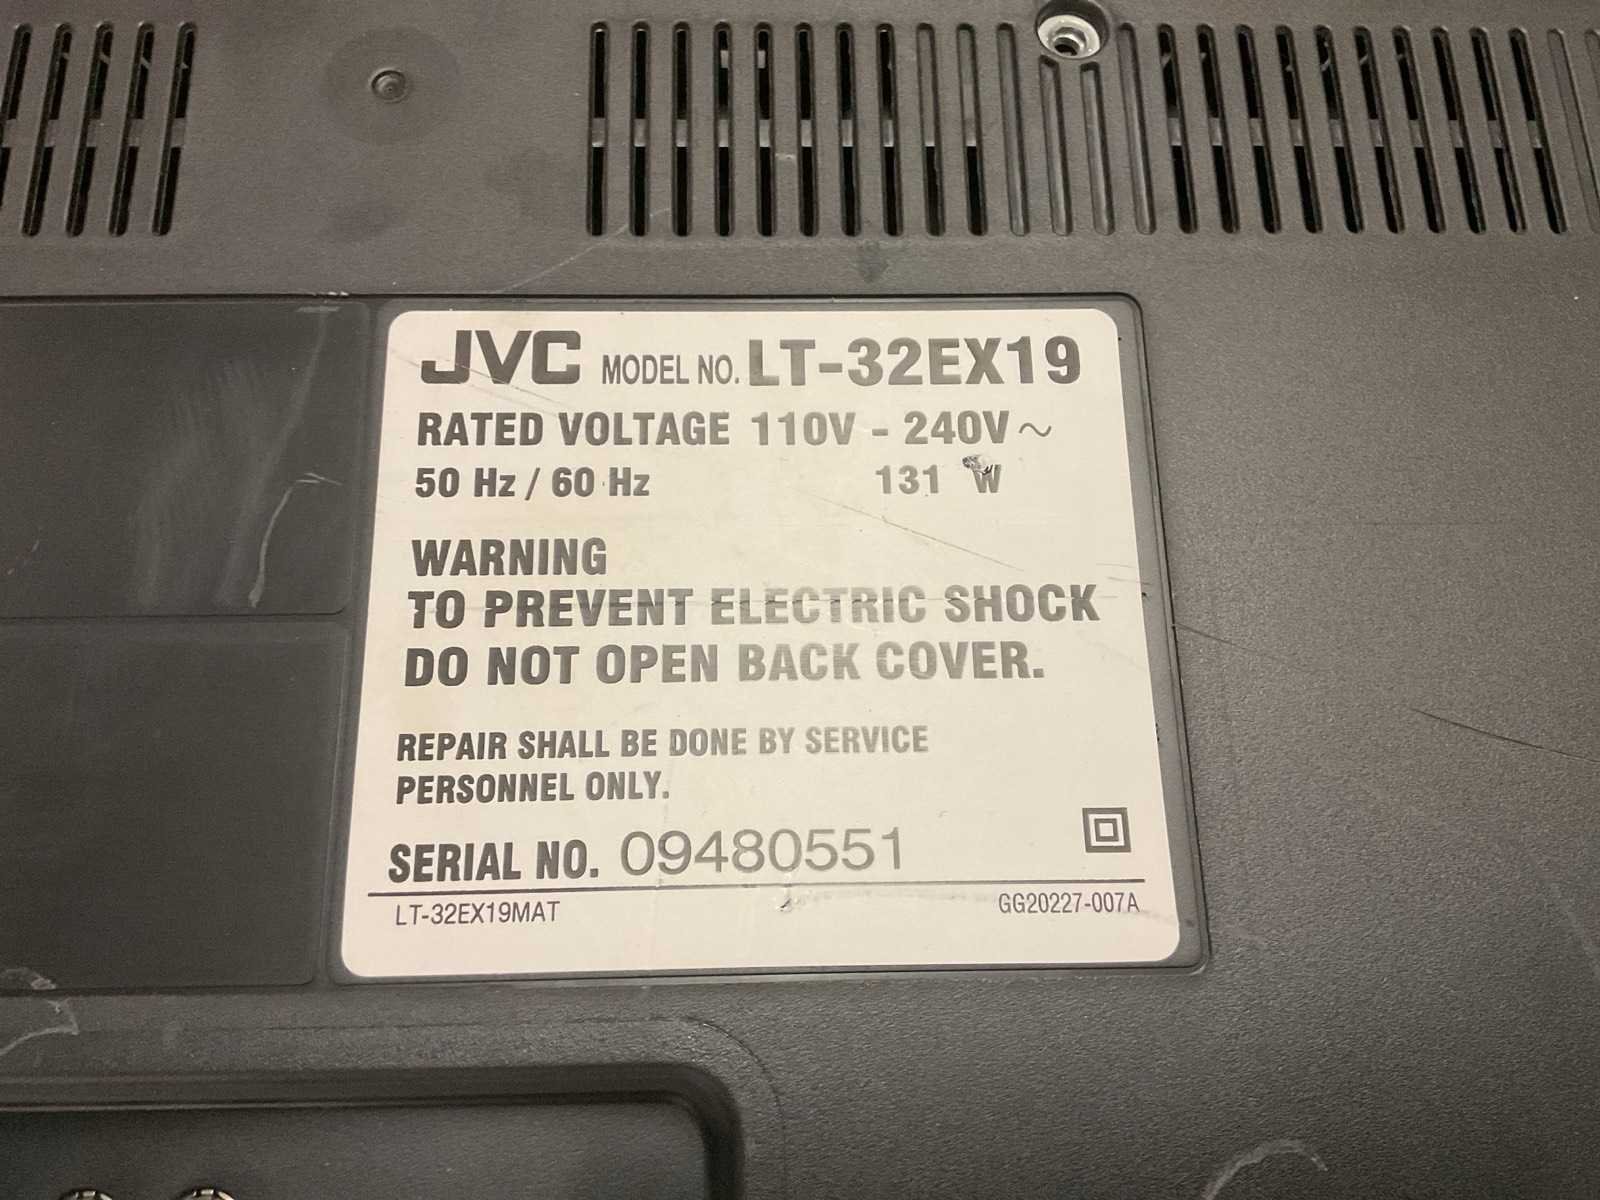 JVC MODEL NO. LT-32EX19
RATED VOLTAGE 110V - 240V ~
50 Hz / 60 Hz 131 W
WARNING
TO PREVENT ELECTRIC SHOCK
DO NOT OPEN BACK COVER.
REPAIR SHALL BE DONE BY SERVICE
PERSONNEL ONLY.
SERIAL NO. 09480551
LT-32EX19MAT GG20227-007A